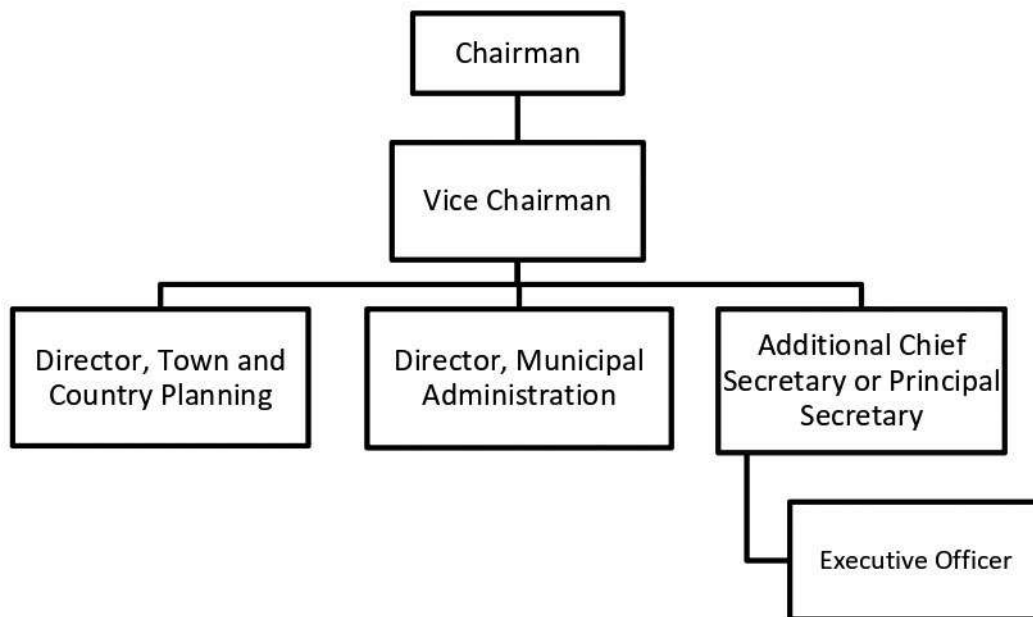 Chairman
Vice Chairman
Director, Town and
Country Planning
Director, Municipal
Administration
Additional Chief
Secretary or Principal
Secretary
Executive Officer